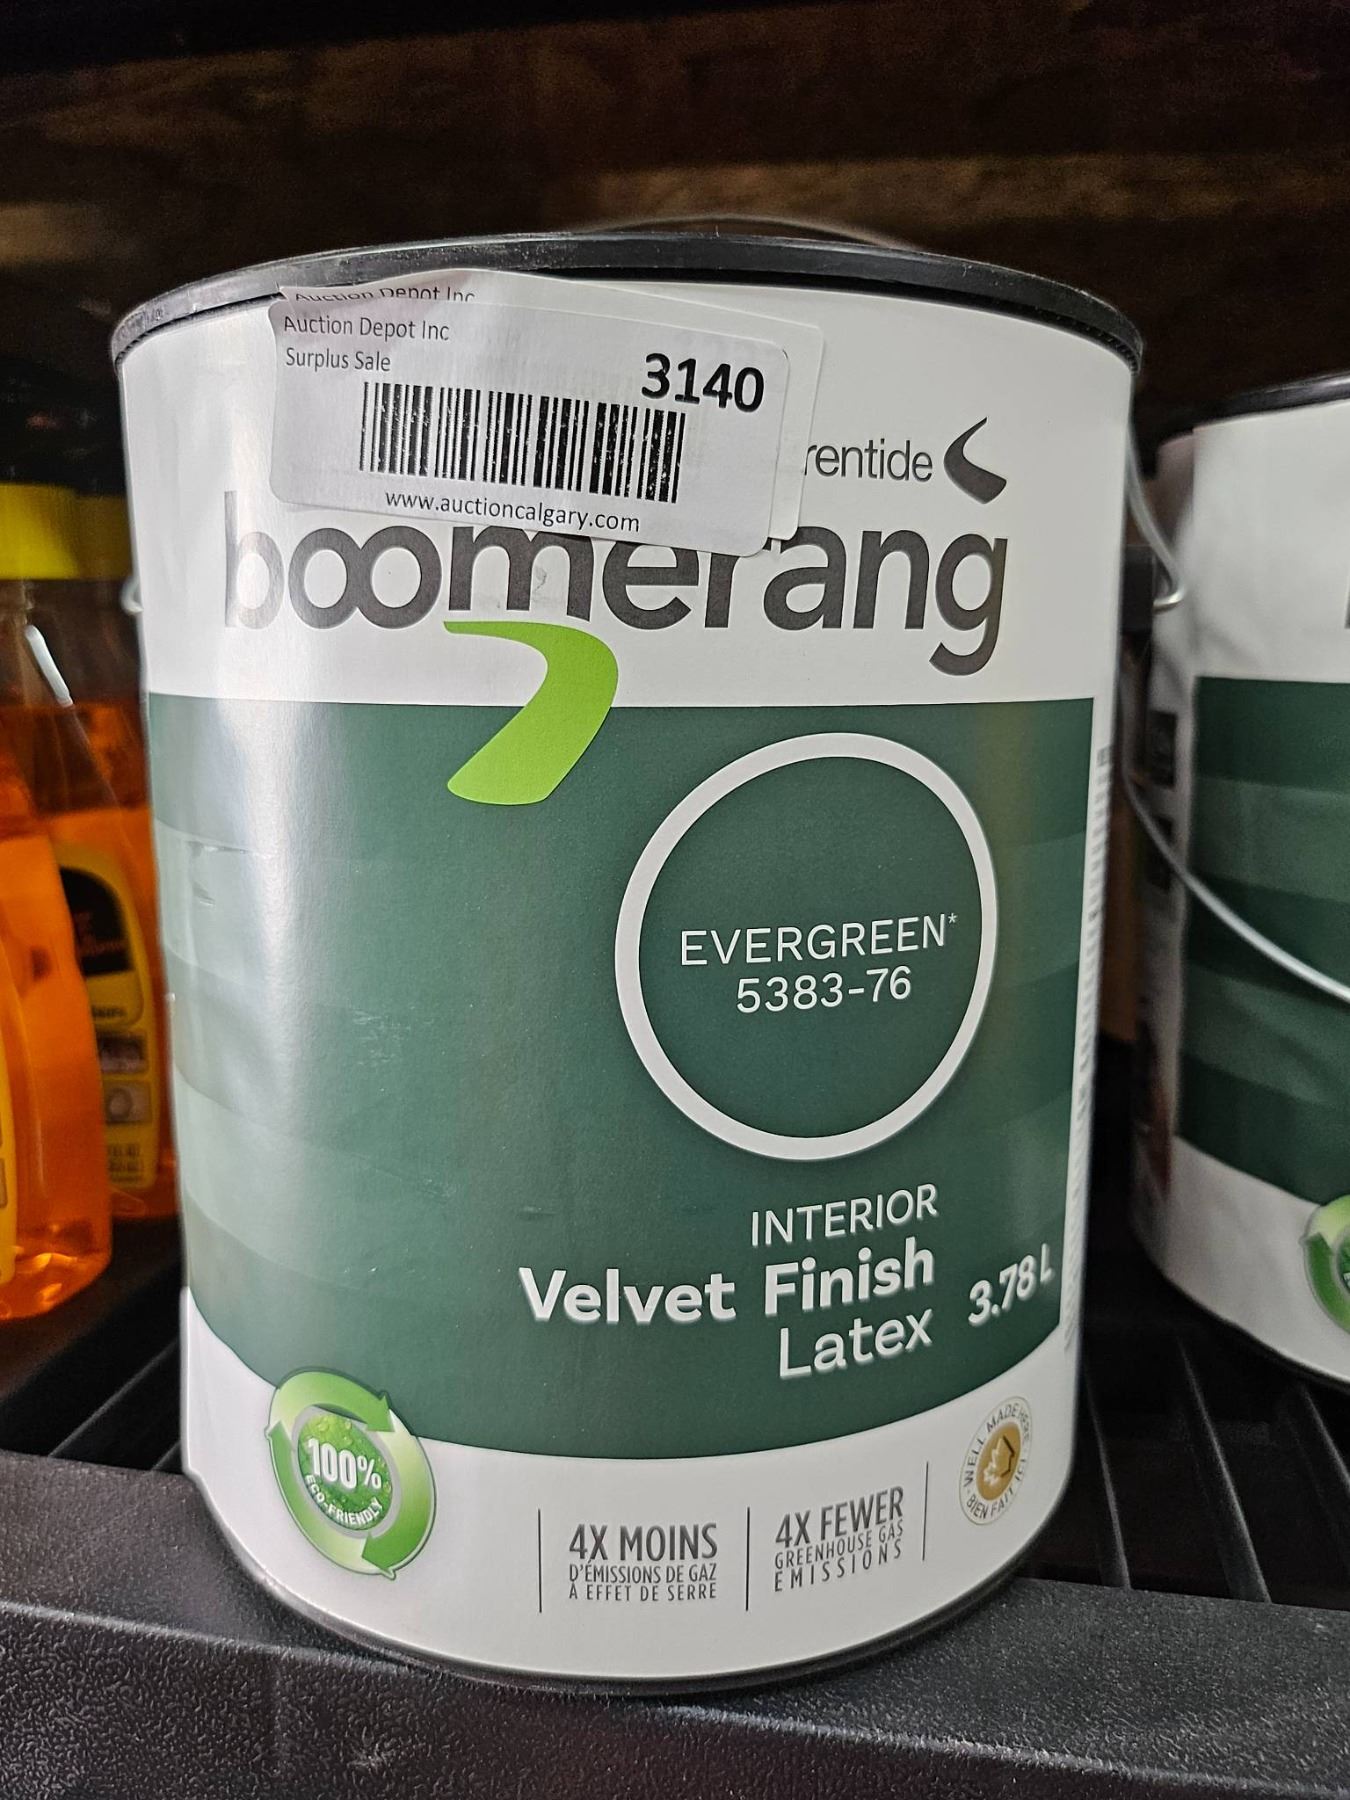 Auction Depot Inc
Auction Depot Inc
Surplus Sale
3140
www.auctioncalgary.com
rentide
boomerang
EVERGREEN*
5383-76
INTERIOR
Velvet Finish
Latex
3.78 L
100%
ECO-FRIENDLY
4X MOINS
D'ÉMISSIONS DE GAZ
À EFFET DE SERRE
4X FEWER
GREENHOUSE GAS
EMISSIONS
WELL MADE HERE
BIEN FAIT ICI